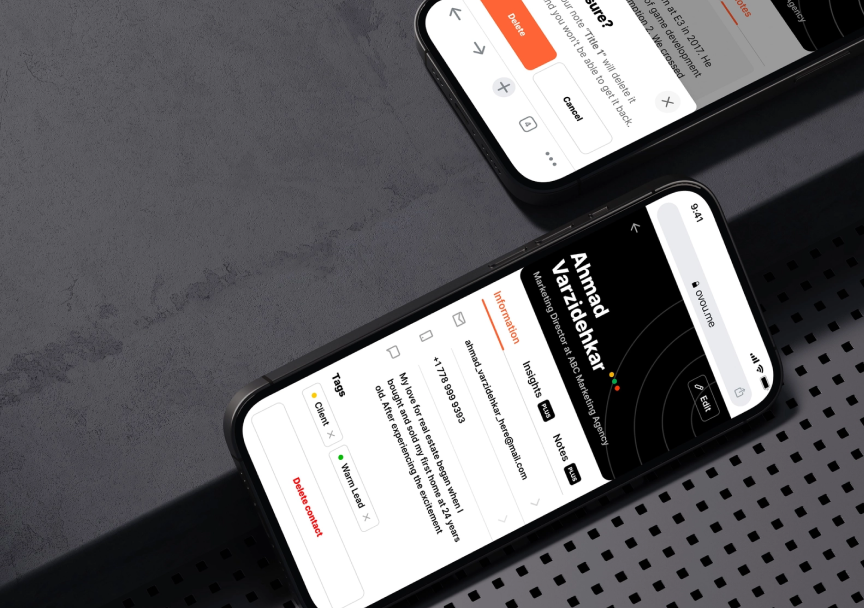 9:41
ovou.me
Edit
Ahmad
Varzidehkar
Marketing Director at ABC Marketing Agency
Information
Insights PLUS
Notes PLUS
ahmad_varzidehkar_here@mail.com
+1 778 999 9393
My love for real estate began when I
bought and sold my first home at 24 years
old. After experiencing the excitement
Tags
Client
Warm Lead
Delete contact
Agency
otes
n at E3 in 2017. He
of game development
motion 2. We crossed
sure?
our note "Title 1" will delete it
nd you won't be able to get it back.
Delete
Cancel
4